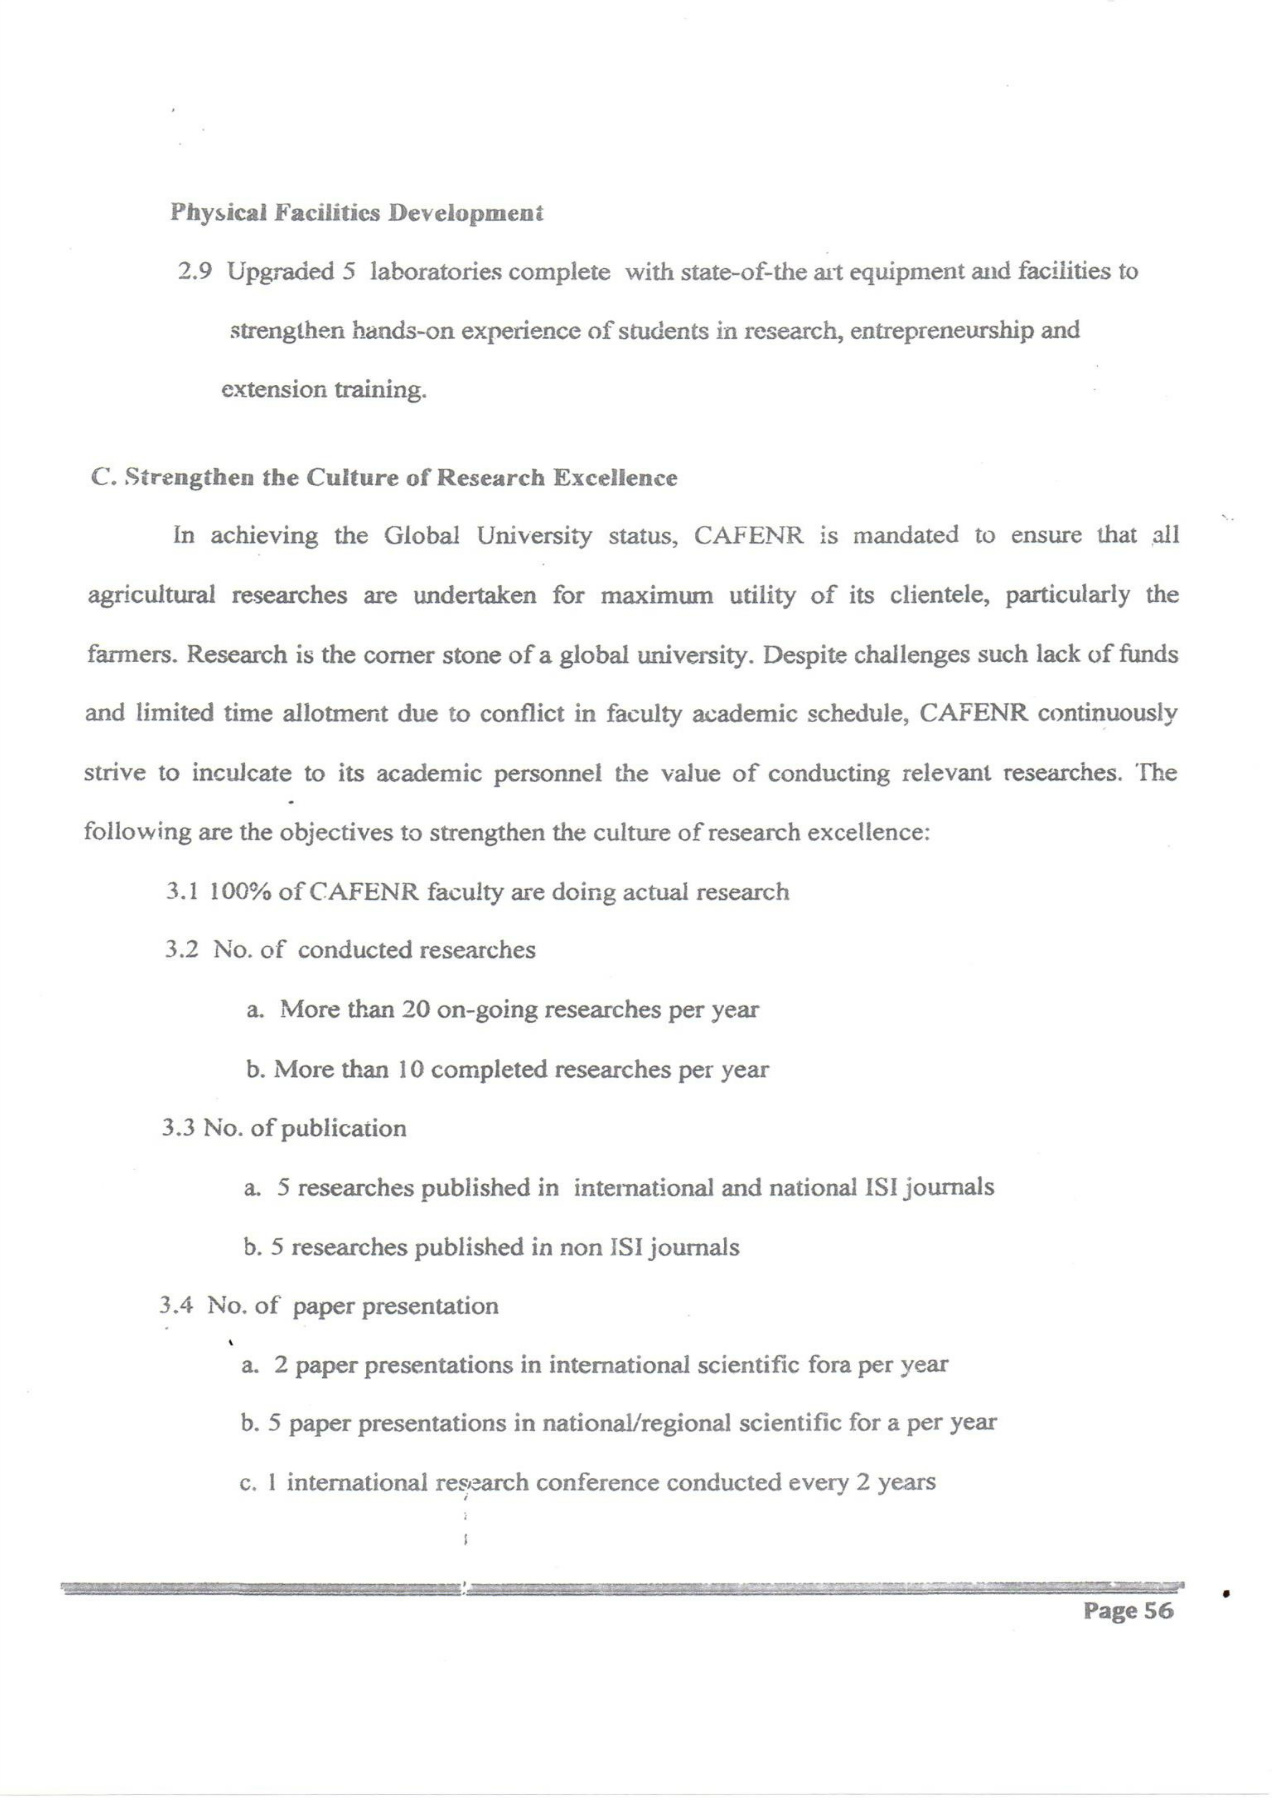 Physical Facilities Development
2.9 Upgraded 5 laboratories complete with state-of-the art equipment and facilities to
strengthen hands-on experience of students in research, entrepreneurship and
extension training.
C. Strengthen the Culture of Research Excellence
In achieving the Global University status, CAFENR is mandated to ensure that all
agricultural researches are undertaken for maximum utility of its clientele, particularly the
farmers. Research is the corner stone of a global university. Despite challenges such lack of funds
and limited time allotment due to conflict in faculty academic schedule, CAFENR continuously
strive to inculcate to its academic personnel the value of conducting relevant researches. The
following are the objectives to strengthen the culture of research excellence:
3.1 100% of CAFENR faculty are doing actual research
3.2 No. of conducted researches
a. More than 20 on-going researches per year
b. More than 10 completed researches per year
3.3 No. of publication
a. 5 researches published in international and national ISI journals
b. 5 researches published in non ISI journals
3.4 No. of paper presentation
a. 2 paper presentations in international scientific fora per year
b. 5 paper presentations in national/regional scientific for a per year
c. 1 international research conference conducted every 2 years
Page 56